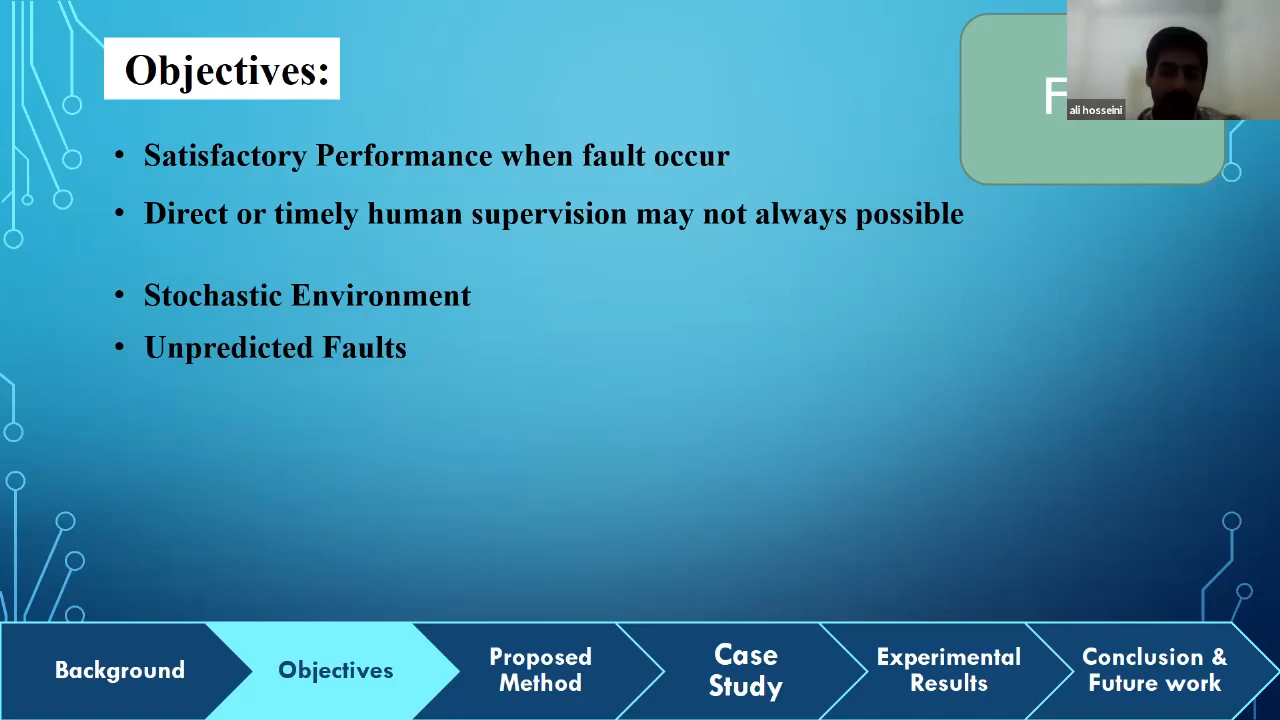 Objectives:
• Satisfactory Performance when fault occur
• Direct or timely human supervision may not always possible
• Stochastic Environment
• Unpredicted Faults
ali hosseini
Background
Objectives
Proposed
Method
Case
Study
Experimental
Results
Conclusion &
Future work